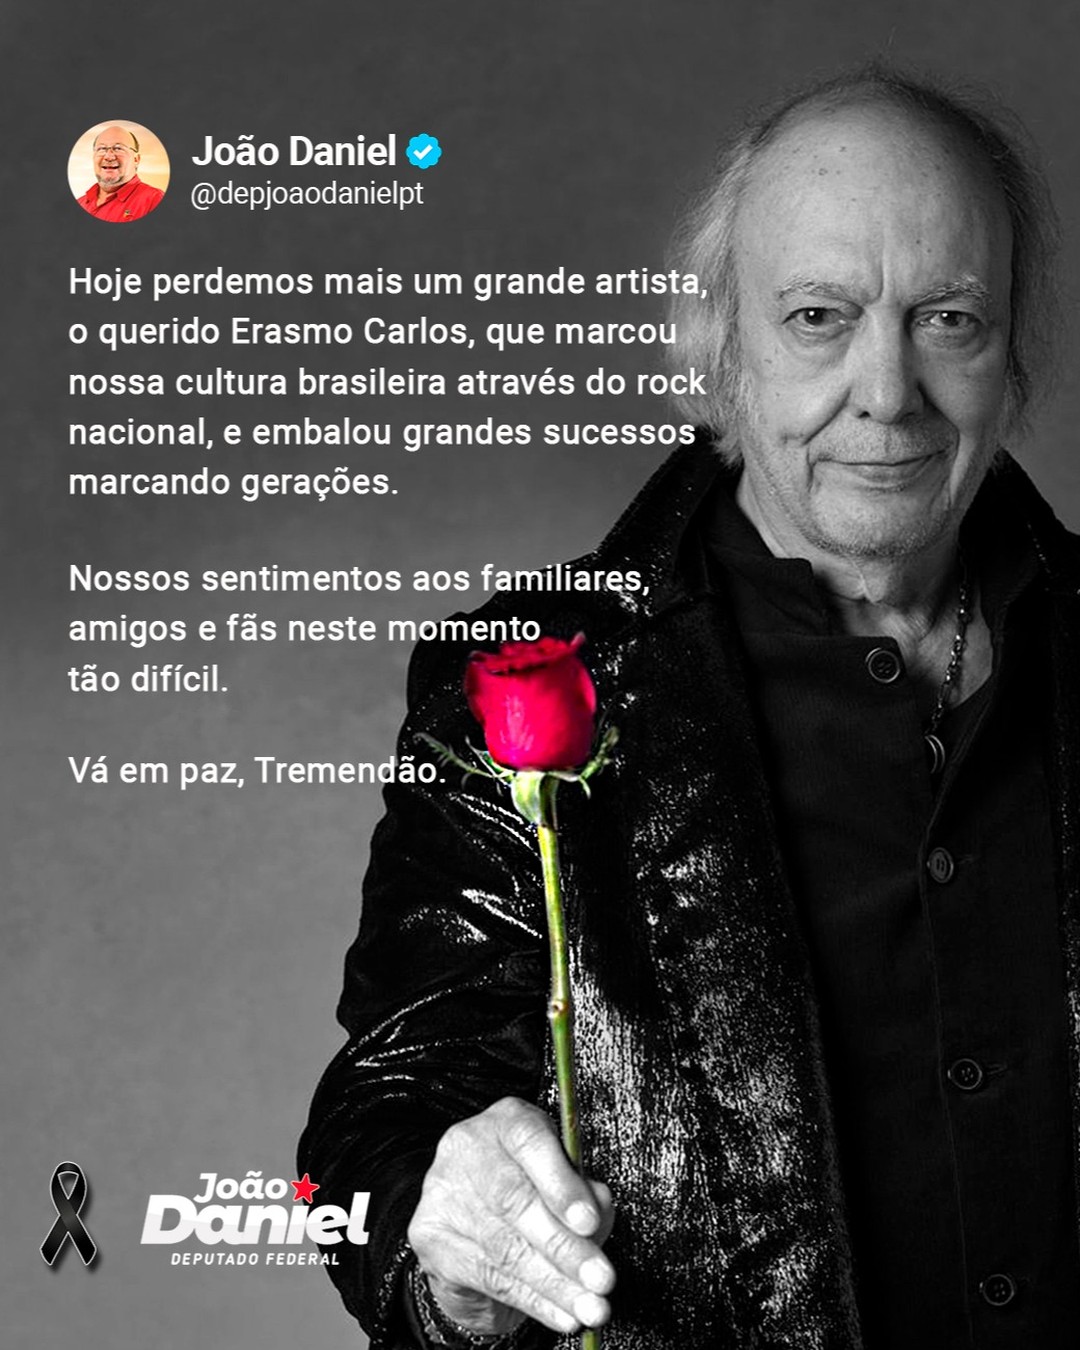 João Daniel
@depjoaodanielpt
Hoje perdemos mais um grande artista,
o querido Erasmo Carlos, que marcou
nossa cultura brasileira através do rock
nacional, e embalou grandes sucessos
marcando gerações.
Nossos sentimentos aos familiares,
amigos e fãs neste momento
tão difícil.
Vá em paz, Tremendão.
João
Daniel
DEPUTADO FEDERAL